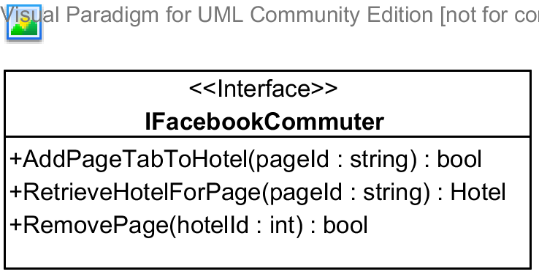 Visual Paradigm for UML Community Edition [not for co
<<Interface>>
IFacebookCommuter
+AddPageTabToHotel(pageId : string) : bool
+RetrieveHotelForPage(pageId : string) : Hotel
+RemovePage(hotelId : int) : bool